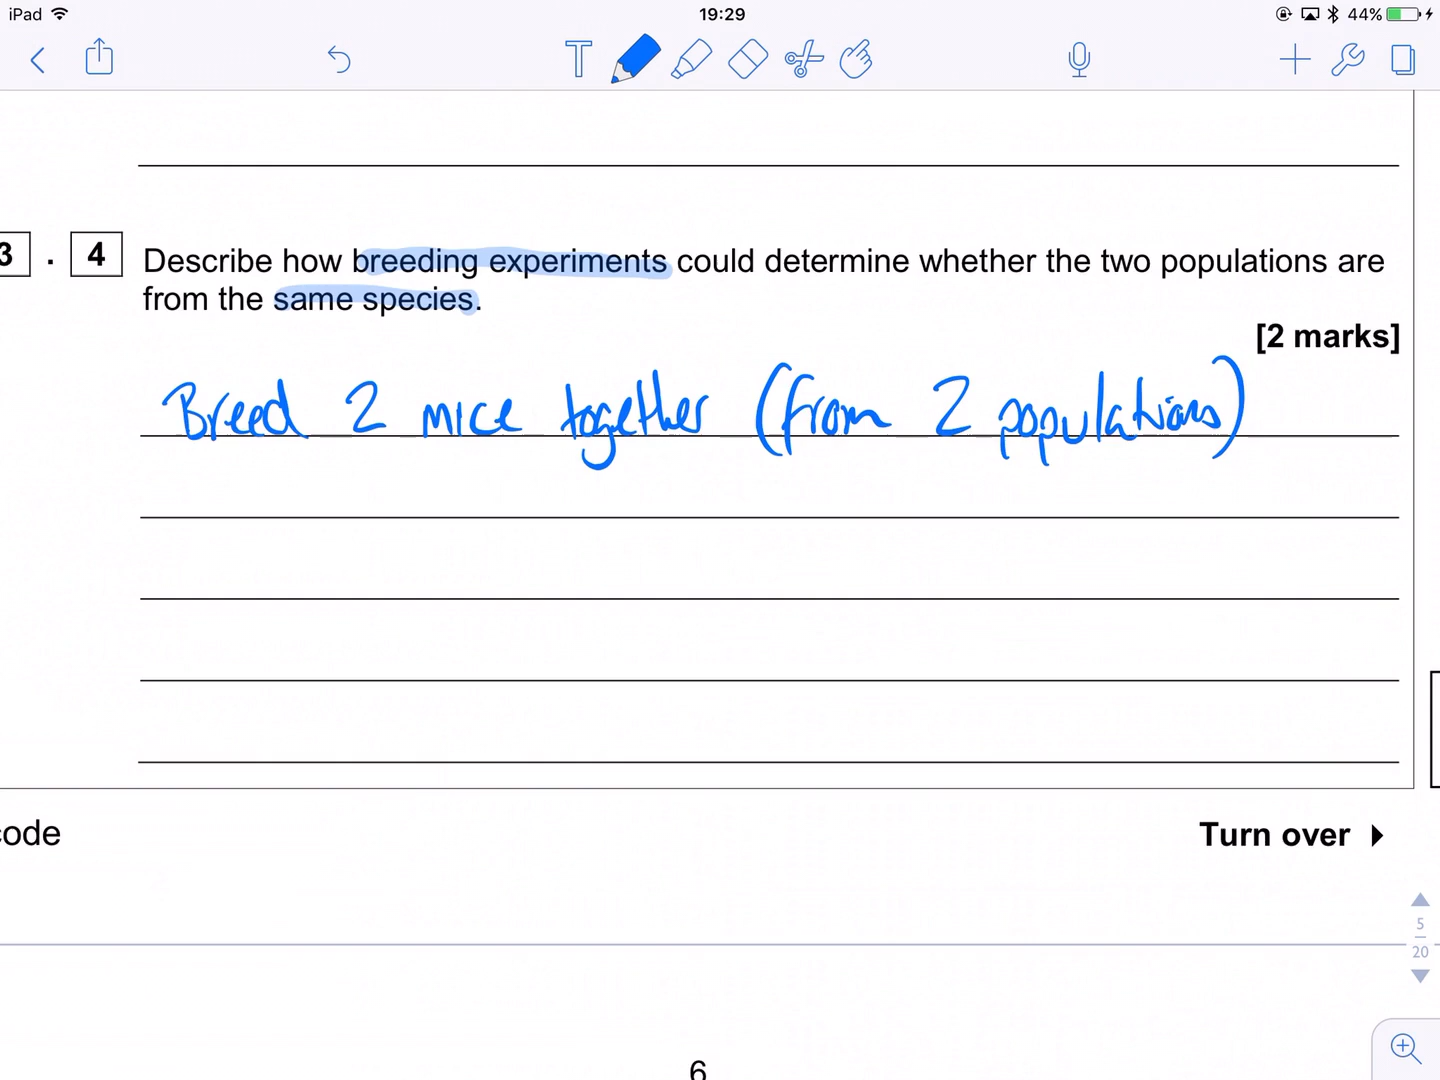 iPad
19:29
44%
T
3 . 4 Describe how breeding experiments could determine whether the two populations are
from the same species.
[2 marks]
Breed 2 mice together (from 2 populations)
code
Turn over
5
20
6